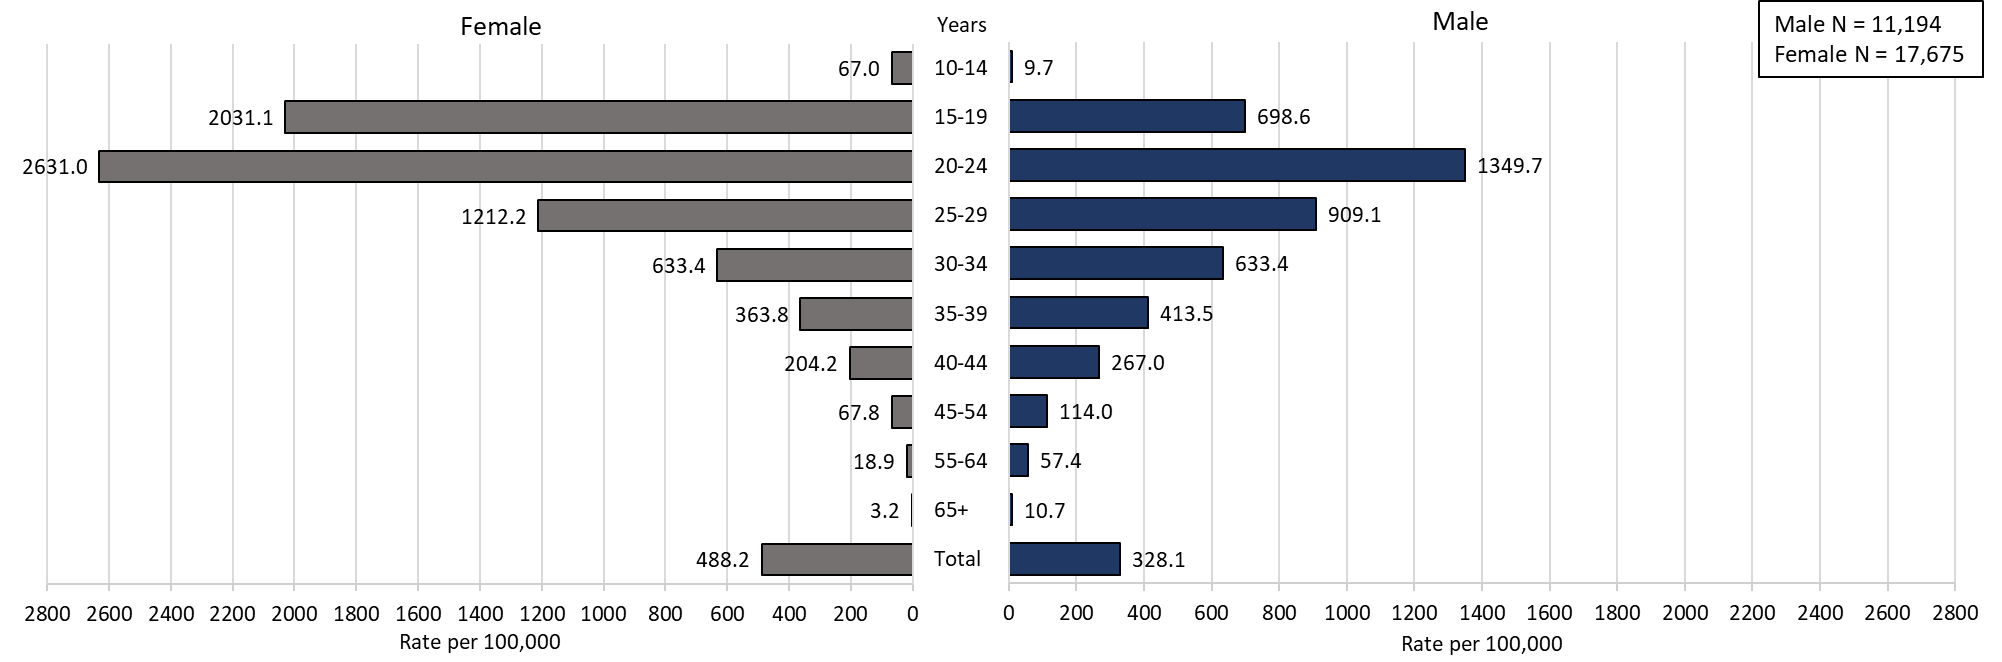 Female Years Male
Male N = 11,194
Female N = 17,675
67.0 10-14 9.7
2031.1 15-19 698.6
2631.0 20-24 1349.7
1212.2 25-29 909.1
633.4 30-34 633.4
363.8 35-39 413.5
204.2 40-44 267.0
67.8 45-54 114.0
18.9 55-64 57.4
3.2 65+ 10.7
488.2 Total 328.1
2800 2600 2400 2200 2000 1800 1600 1400 1200 1000 800 600 400 200 0 0 200 400 600 800 1000 1200 1400 1600 1800 2000 2200 2400 2600 2800
Rate per 100,000 Rate per 100,000